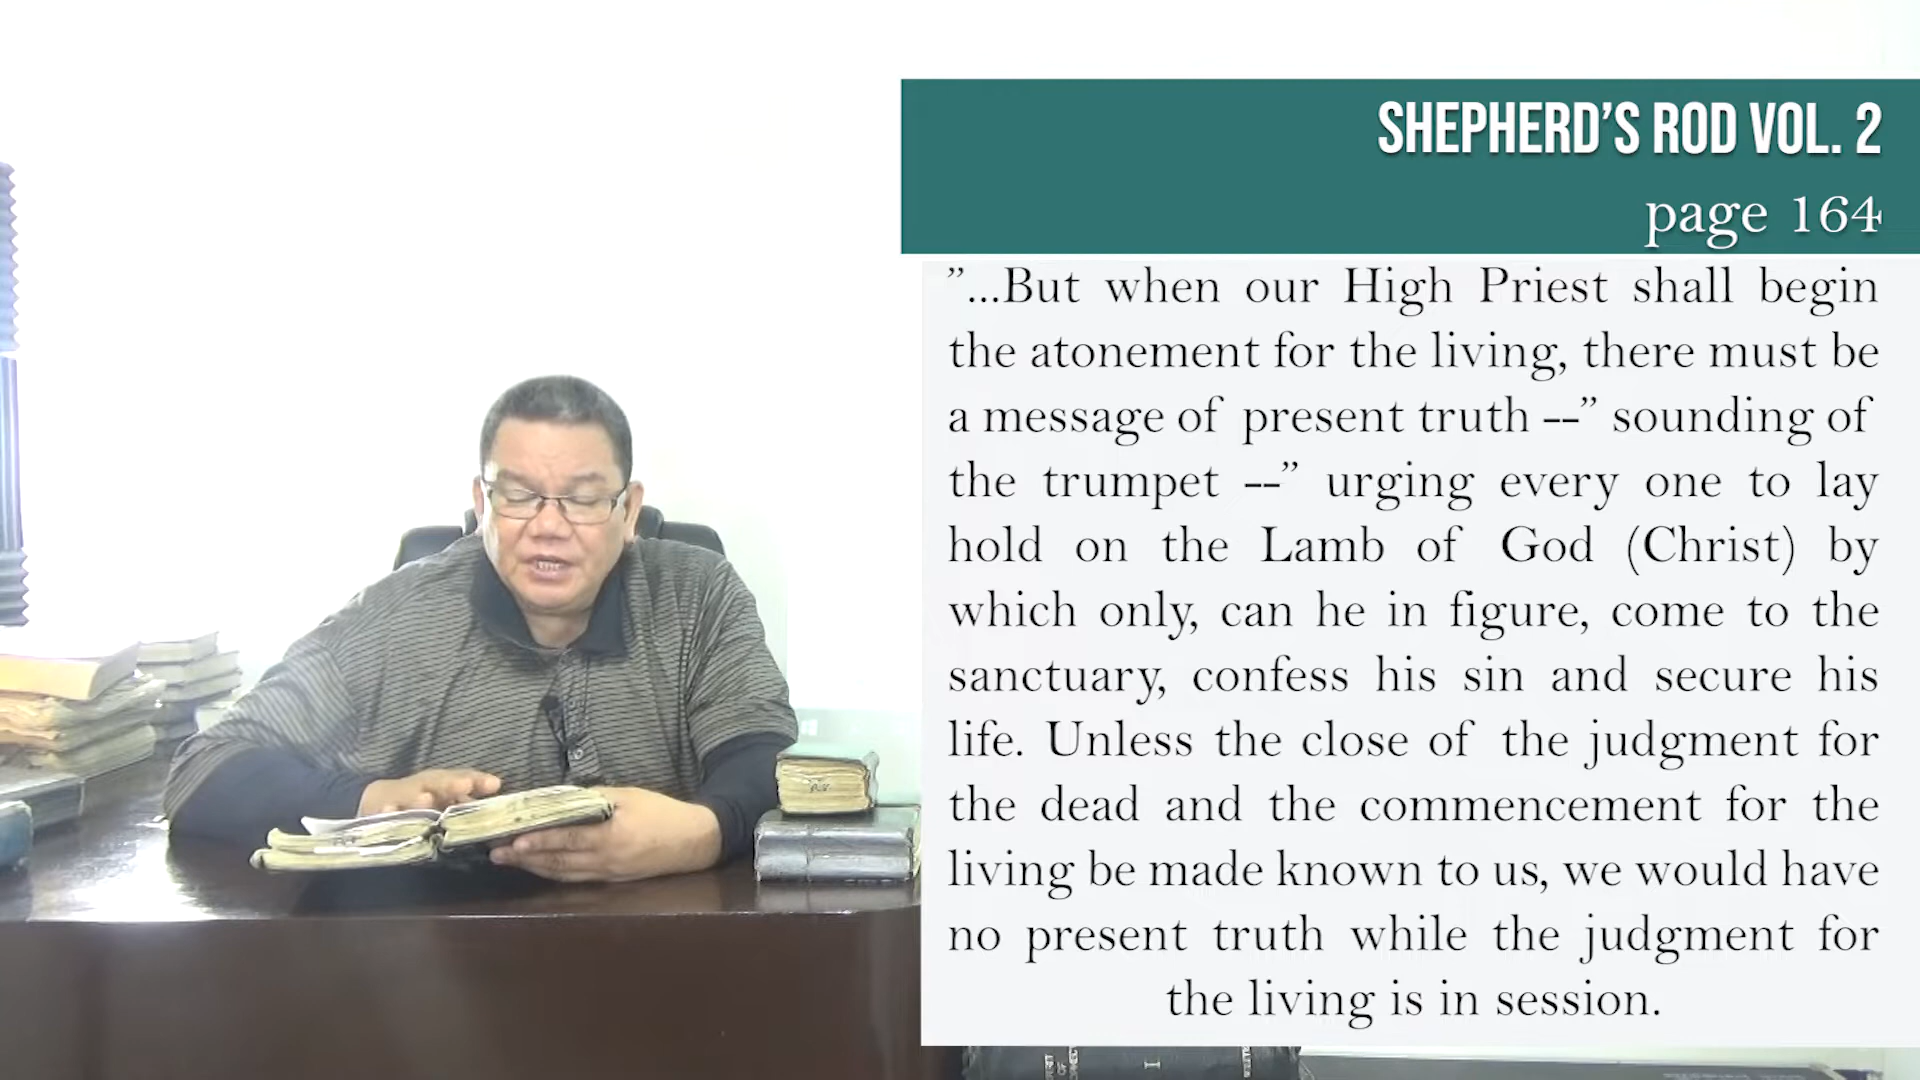 SHEPHERD'S ROD VOL. 2
page 164
”...But when our High Priest shall begin
the atonement for the living, there must be
a message of present truth --” sounding of
the trumpet --” urging every one to lay
hold on the Lamb of God (Christ) by
which only, can he in figure, come to the
sanctuary, confess his sin and secure his
life. Unless the close of the judgment for
the dead and the commencement for the
living be made known to us, we would have
no present truth while the judgment for
the living is in session.